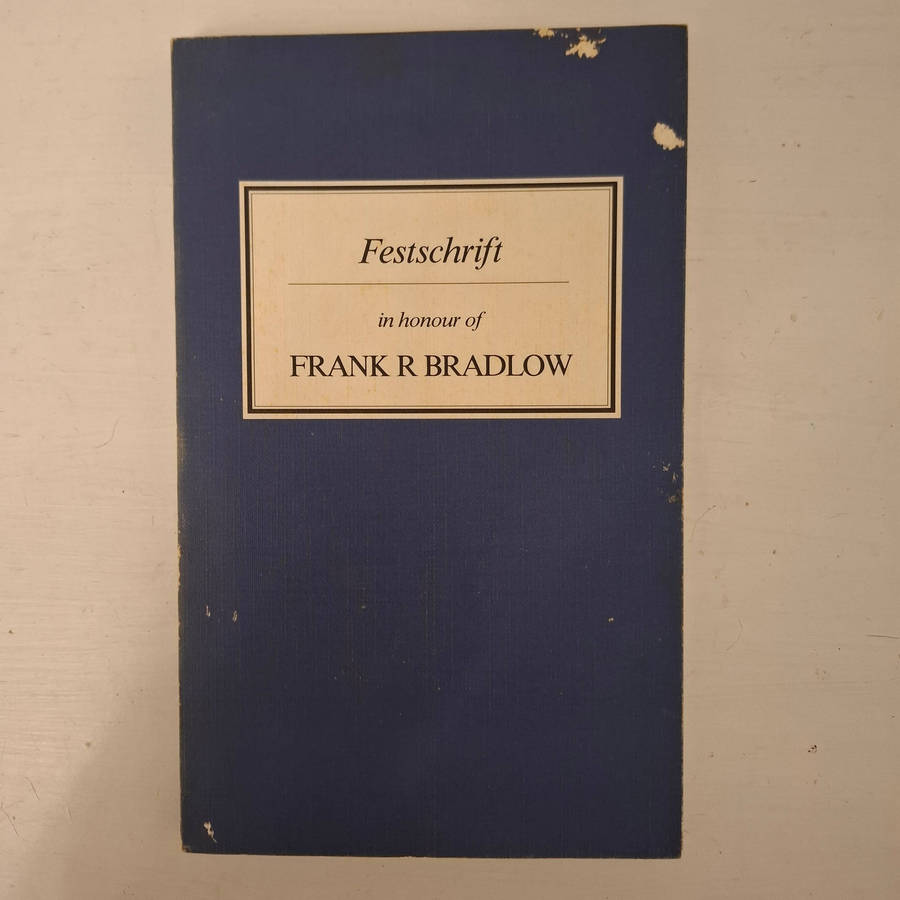 Festschrift
in honour of
FRANK R BRADLOW